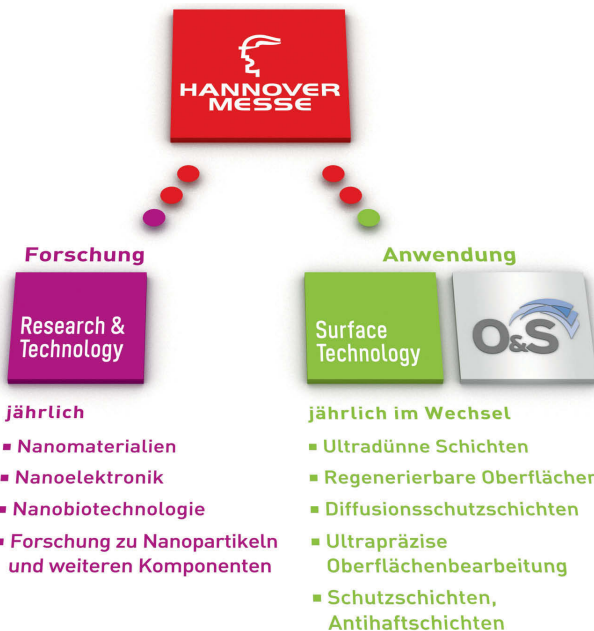 HANNOVER
MESSE
Forschung
Research &
Technology
jährlich
▪ Nanomaterialien
▪ Nanoelektronik
▪ Nanobiotechnologie
▪ Forschung zu Nanopartikeln
und weiteren Komponenten
Anwendung
Surface
Technology
O&S
jährlich im Wechsel
▪ Ultradünne Schichten
▪ Regenerierbare Oberflächen
▪ Diffusionsschutzschichten
▪ Ultrapräzise
Oberflächenbearbeitung
▪ Schutzschichten,
Antihaftschichten